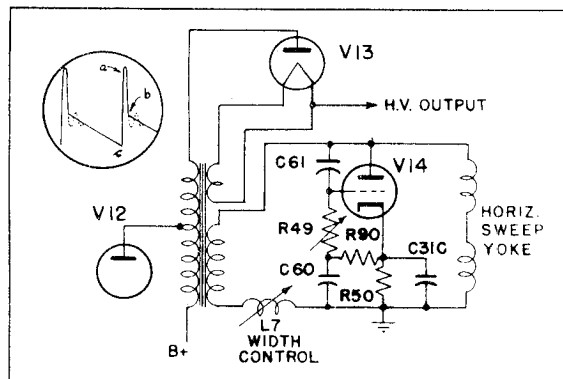 a
b
c
V13
H.V. OUTPUT
C61
V14
V12
R49
R90
HORIZ.
SWEEP
YOKE
C60
C31C
R50
L7
WIDTH
CONTROL
B+